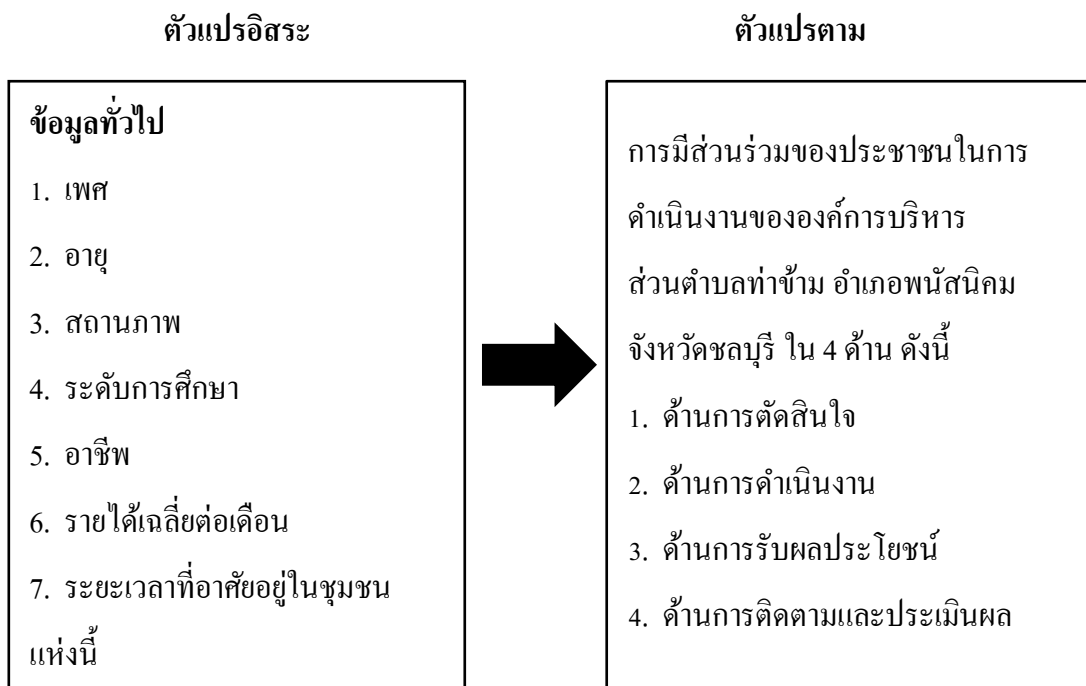 ตัวแปรอิสระ
ข้อมูลทั่วไป
1. เพศ
2. อายุ
3. สถานภาพ
4. ระดับการศึกษา
5. อาชีพ
6. รายได้เฉลี่ยต่อเดือน
7. ระยะเวลาที่อาศัยอยู่ในชุมชน
แห่งนี้
ตัวแปรตาม
การมีส่วนร่วมของประชาชนในการ
ดำเนินงานขององค์การบริหาร
ส่วนตำบลท่าข้าม อำเภอพนัสนิคม
จังหวัดชลบุรี ใน 4 ด้าน ดังนี้
1. ด้านการตัดสินใจ
2. ด้านการดำเนินงาน
3. ด้านการรับผลประโยชน์
4. ด้านการติดตามและประเมินผล